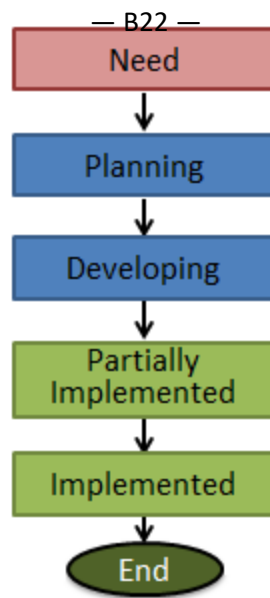 — B22 —
Need
Planning
Developing
Partially
Implemented
Implemented
End